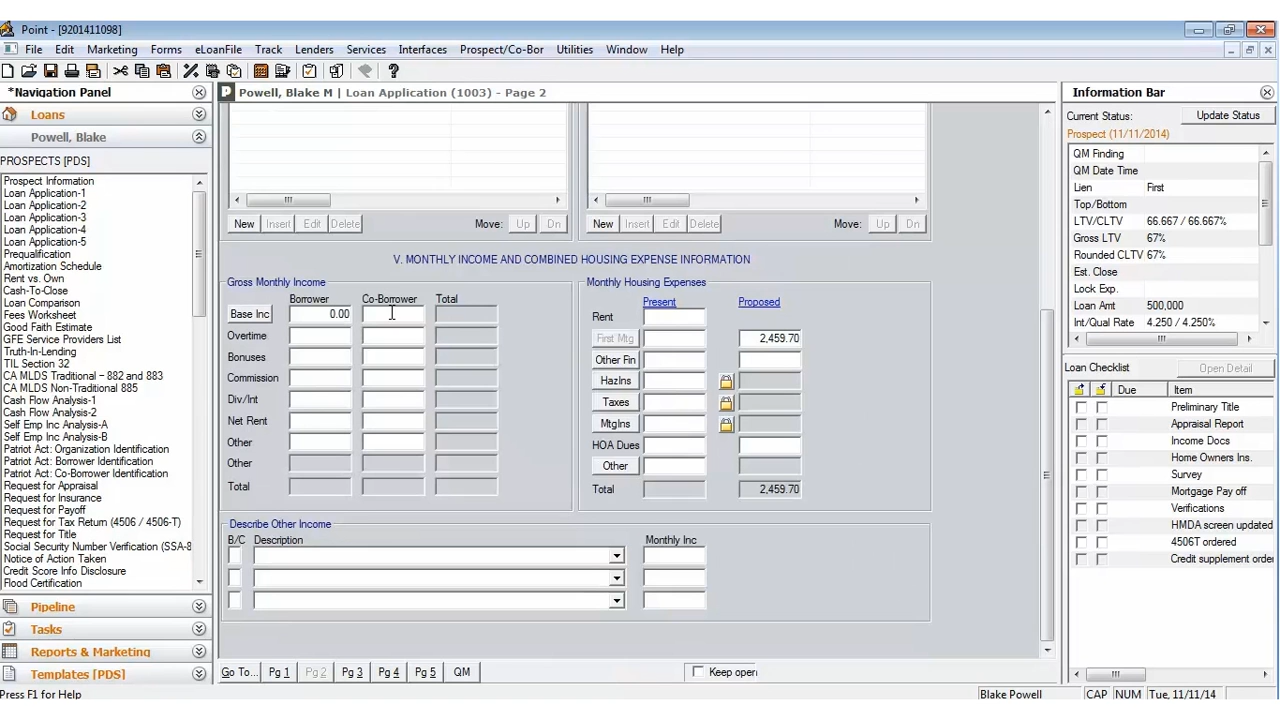 Point - [9201411098]
File Edit Marketing Forms eLoanFile Track Lenders Services Interfaces Prospect/Co-Bor Utilities Window Help
*Navigation Panel
Loans
Powell, Blake
PROSPECTS [PDS]
Prospect Information
Loan Application-1
Loan Application-2
Loan Application-3
Loan Application-4
Loan Application-5
Prequalification
Amortization Schedule
Rent vs. Own
Cash-To-Close
Loan Comparison
Fees Worksheet
Good Faith Estimate
GFE Service Providers List
Truth-In-Lending
TIL Section 32
CA MLDS Traditional - 882 and 883
CA MLDS Non-Traditional 885
Cash Flow Analysis-1
Cash Flow Analysis-2
Self Emp Inc Analysis-A
Self Emp Inc Analysis-B
Patriot Act: Organization Identification
Patriot Act: Borrower Identification
Patriot Act: Co-Borrower Identification
Request for Appraisal
Request for Insurance
Request for Payoff
Request for Tax Return (4506 / 4506-T)
Request for Title
Social Security Number Verification (SSA-8
Notice of Action Taken
Credit Score Info Disclosure
Flood Certification
Pipeline
Tasks
Reports & Marketing
Templates [PDS]
Press F1 for Help
Powell, Blake M | Loan Application (1003) - Page 2
New Insert Edit Delete Move: Up Dn
New Insert Edit Delete Move: Up Dn
V. MONTHLY INCOME AND COMBINED HOUSING EXPENSE INFORMATION
Gross Monthly Income
Borrower Co-Borrower Total
Base Inc 0.00
Overtime
Bonuses
Commission
Div/Int
Net Rent
Other
Other
Total
Monthly Housing Expenses
Present Proposed
Rent
First Mtg 2,459.70
Other Fin
HazIns
Taxes
MtgIns
HOA Dues
Other
Total 2,459.70
Describe Other Income
B/C Description Monthly Inc
Go To... Pg 1 Pg 2 Pg 3 Pg 4 Pg 5 QM Keep open
Information Bar
Current Status: Update Status
Prospect (11/11/2014)
QM Finding
QM Date Time
Lien First
Top/Bottom
LTV/CLTV 66.667 / 66.667%
Gross LTV 67%
Rounded CLTV 67%
Est. Close
Lock Exp.
Loan Amt 500,000
Int/Qual Rate 4.250 / 4.250%
Loan Checklist Open Detail
Due Item
Preliminary Title
Appraisal Report
Income Docs
Home Owners Ins.
Survey
Mortgage Pay off
Verifications
HMDA screen updated
4506T ordered
Credit supplement order
Blake Powell CAP NUM Tue, 11/11/14